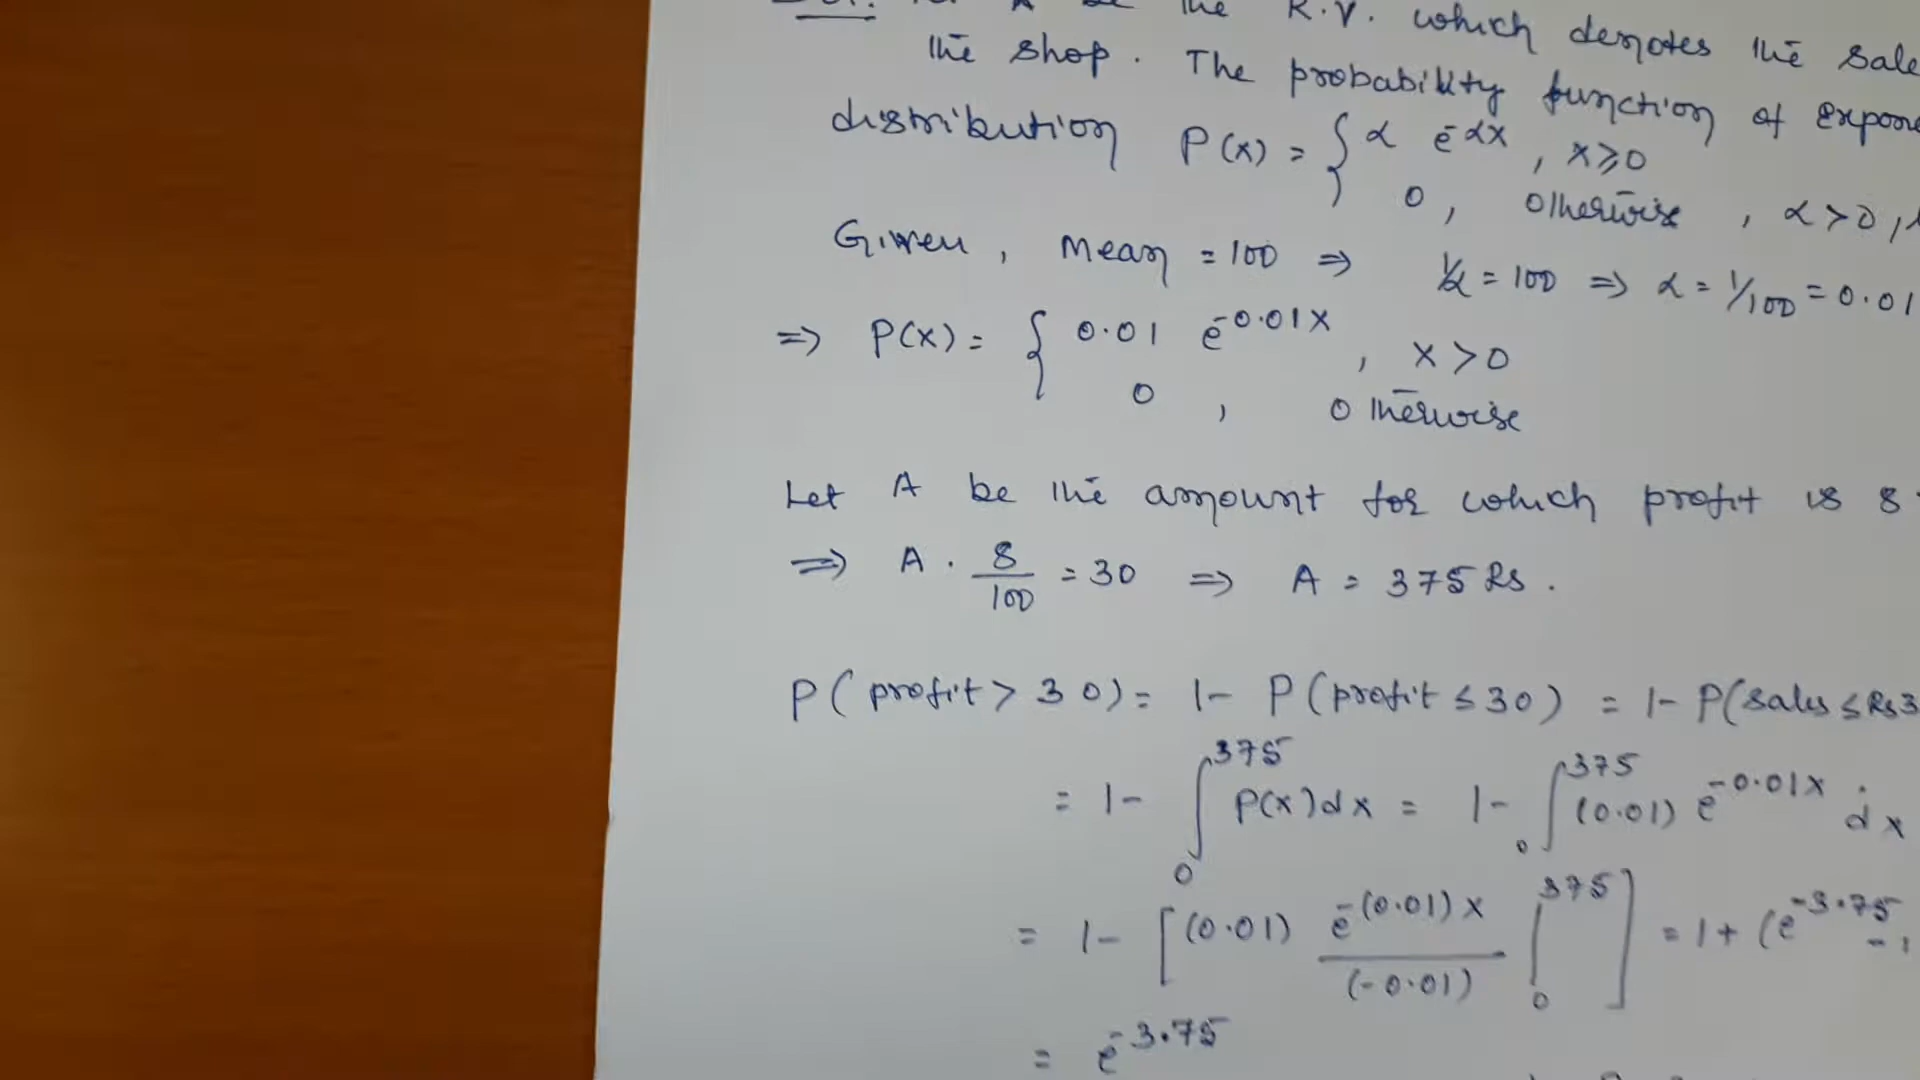 the R.V. which denotes the sale
the shop. The probability function of expone
distribution P(x) = { α e^-αx, x≥0
0, Otherwise, α>0,
Given, Mean = 100 ⇒ 1/α = 100 ⇒ α = 1/100 = 0.01
⇒ P(x) = { 0.01 e^-0.01x, x>0
0, Otherwise
Let A be the amount for which profit is 8
⇒ A . 8/100 = 30 ⇒ A = 375 Rs.
P(profit > 30) = 1- P(profit ≤ 30) = 1- P(sales ≤ Rs3
= 1- ∫_0^375 P(x)dx = 1- ∫_0^375 (0.01) e^-0.01x dx
= 1- [(0.01) e^-(0.01)x / (-0.01) |_0^375] = 1+ (e^-3.75 -1
= e^-3.75